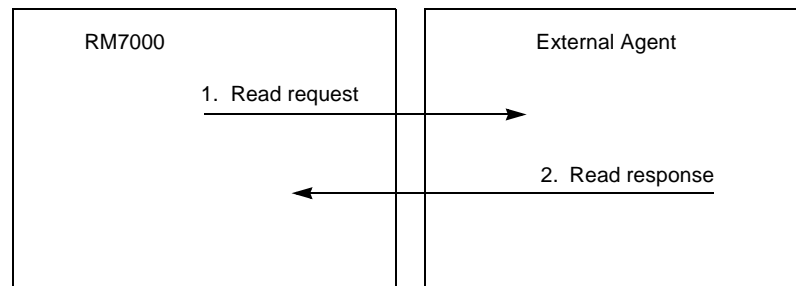 RM7000
External Agent
1. Read request
2. Read response